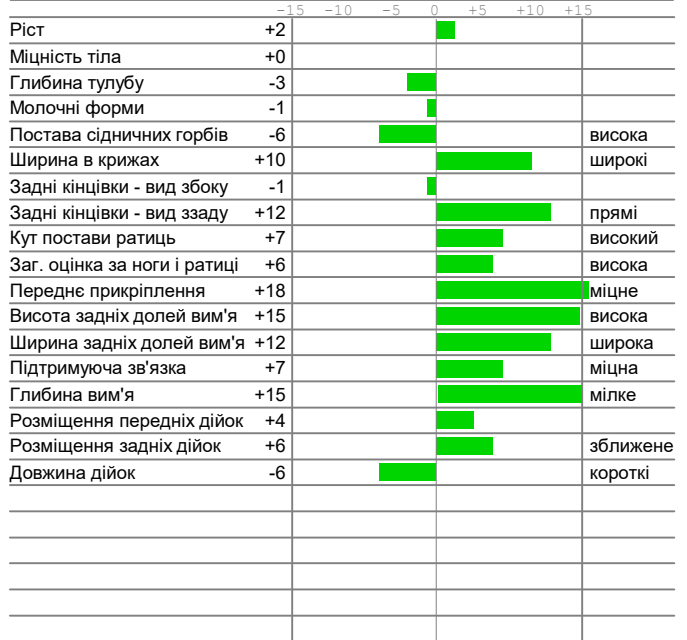 -15 -10 -5 0 +5 +10 +15
Ріст +2
Міцність тіла +0
Глибина тулубу -3
Молочні форми -1
Постава сідничних горбів -6 висока
Ширина в крижах +10 широкі
Задні кінцівки - вид збоку -1
Задні кінцівки - вид ззаду +12 прямі
Кут постави ратиць +7 високий
Заг. оцінка за ноги і ратиці +6 висока
Переднє прикріплення +18 міцне
Висота задніх долей вим'я +15 висока
Ширина задніх долей вим'я +12 широка
Підтримуюча зв'язка +7 міцна
Глибина вим'я +15 мілке
Розміщення передніх дійок +4
Розміщення задніх дійок +6 зближене
Довжина дійок -6 короткі